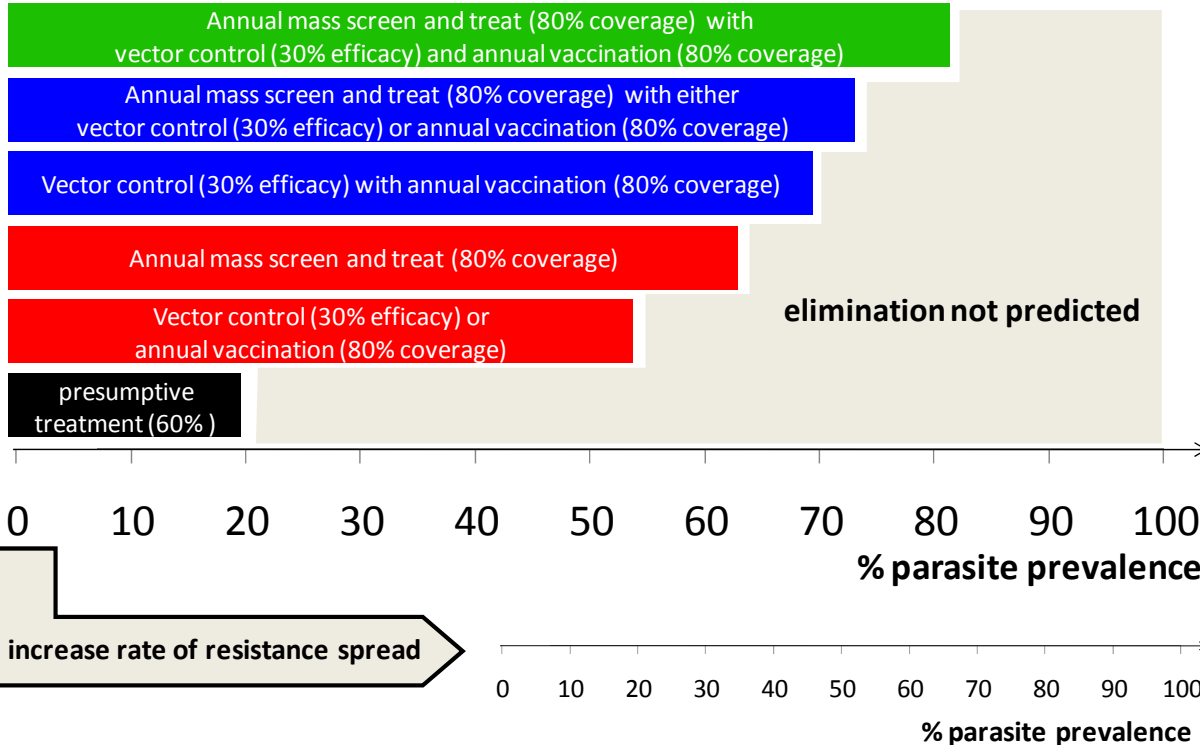 Annual mass screen and treat (80% coverage) with
vector control (30% efficacy) and annual vaccination (80% coverage)
Annual mass screen and treat (80% coverage) with either
vector control (30% efficacy) or annual vaccination (80% coverage)
Vector control (30% efficacy) with annual vaccination (80% coverage)
Annual mass screen and treat (80% coverage)
Vector control (30% efficacy) or
annual vaccination (80% coverage)
elimination not predicted
presumptive
treatment (60% )
0 10 20 30 40 50 60 70 80 90 100
% parasite prevalence
increase rate of resistance spread
0 10 20 30 40 50 60 70 80 90 100
% parasite prevalence